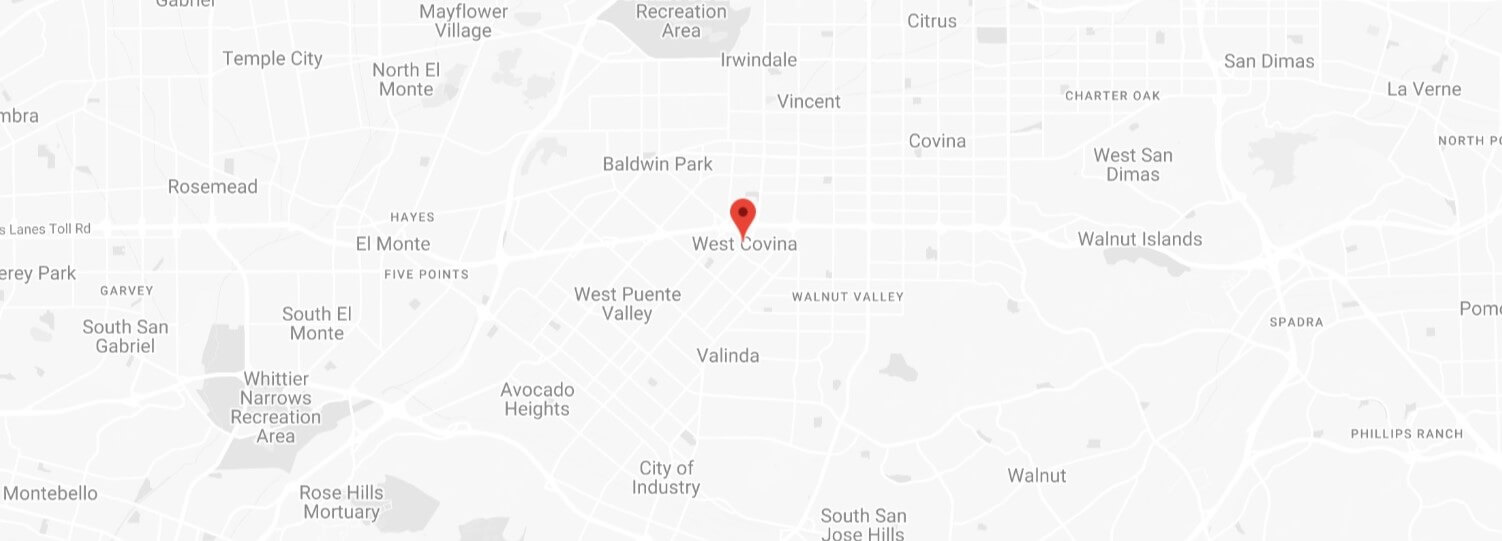 Gabriel
Mayflower
Village
Recreation
Area
Citrus
Temple City
North El
Monte
Irwindale
San Dimas
Vincent
CHARTER OAK
La Verne
mbra
Covina
NORTH PO
Baldwin Park
West San
Dimas
Rosemead
HAYES
s Lanes Toll Rd
El Monte
West Covina
Walnut Islands
erey Park
FIVE POINTS
GARVEY
West Puente
Valley
WALNUT VALLEY
South El
Monte
Pomo
South San
Gabriel
SPADRA
Valinda
Whittier
Narrows
Recreation
Area
Avocado
Heights
PHILLIPS RANCH
City of
Industry
Walnut
Montebello
Rose Hills
Mortuary
South San
Jose Hills